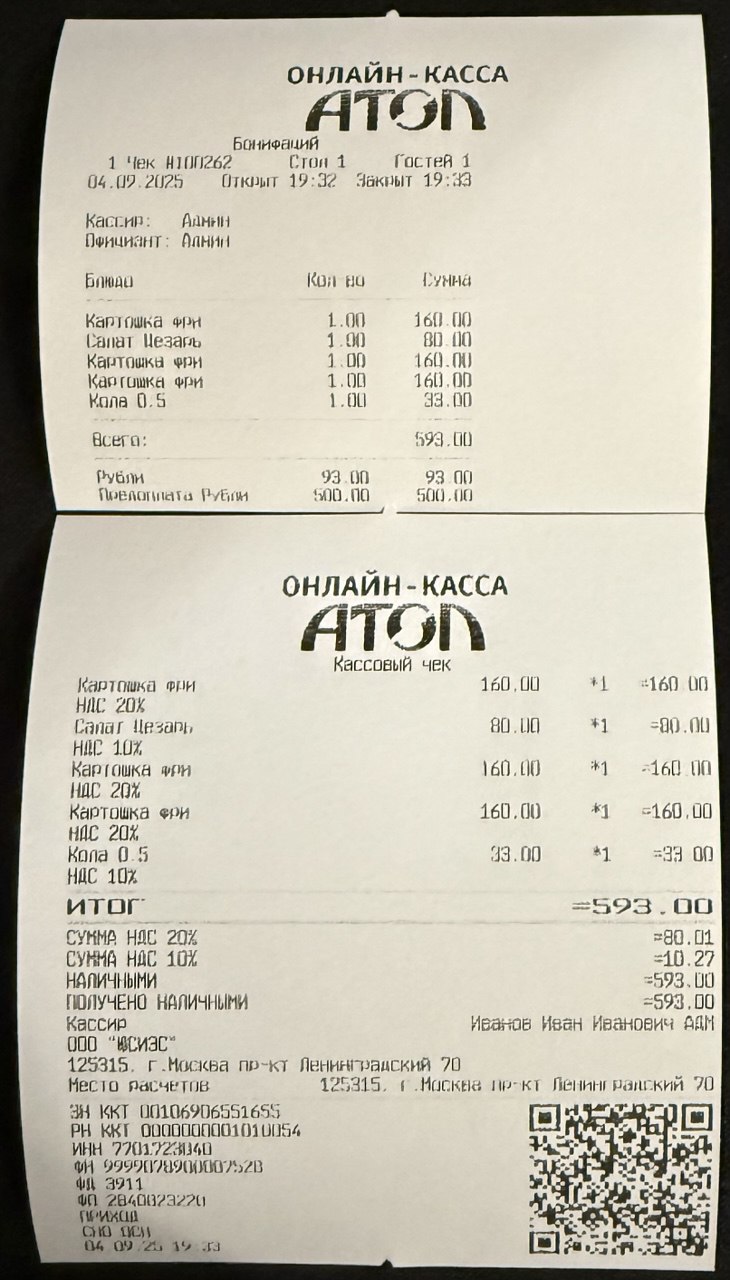 ОНЛАЙН-КАССА
АТОЛ
Бонифаций
1 Чек #100262 Стол 1 Гостей 1
04.09.2025 Открыт 19:32 Закрыт 19:33
Кассир: Админ
Официант: Админ
Блюдо Кол во Сумма
Картошка фри 1.00 160.00
Салат Цезарь 1.00 80.00
Картошка фри 1.00 160.00
Картошка фри 1.00 160.00
Кола 0.5 1.00 33.00
Всего: 593.00
Рубли 93.00 93.00
Предоплата Рубли 500.00 500.00
ОНЛАЙН-КАССА
АТОЛ
Кассовый чек
Картошка фри 160.00 *1 =160.00
НДС 20%
Салат Цезарь 80.00 *1 =80.00
НДС 10%
Картошка фри 160.00 *1 =160.00
НДС 20%
Картошка фри 160.00 *1 =160.00
НДС 20%
Кола 0.5 33.00 *1 =33.00
НДС 10%
ИТОГ =593.00
СУММА НДС 20% =80.01
СУММА НДС 10% =10.27
НАЛИЧНЫМИ =593.00
ПОЛУЧЕНО НАЛИЧНЫМИ =593.00
Кассир Иванов Иван Иванович АДМ
ООО
125315, г.Москва пр-кт Ленинградский 70
Место расчетов 125315, г.Москва пр-кт Ленинградский 70
ЗН ККТ 00106906551655
РН ККТ 0000000001010054
ИНН 7701723840
ФН 9999078900007528
ФД 3911
ФП 2840823220
ПРИХОД
СНО ОСН
04.09.25 19:33